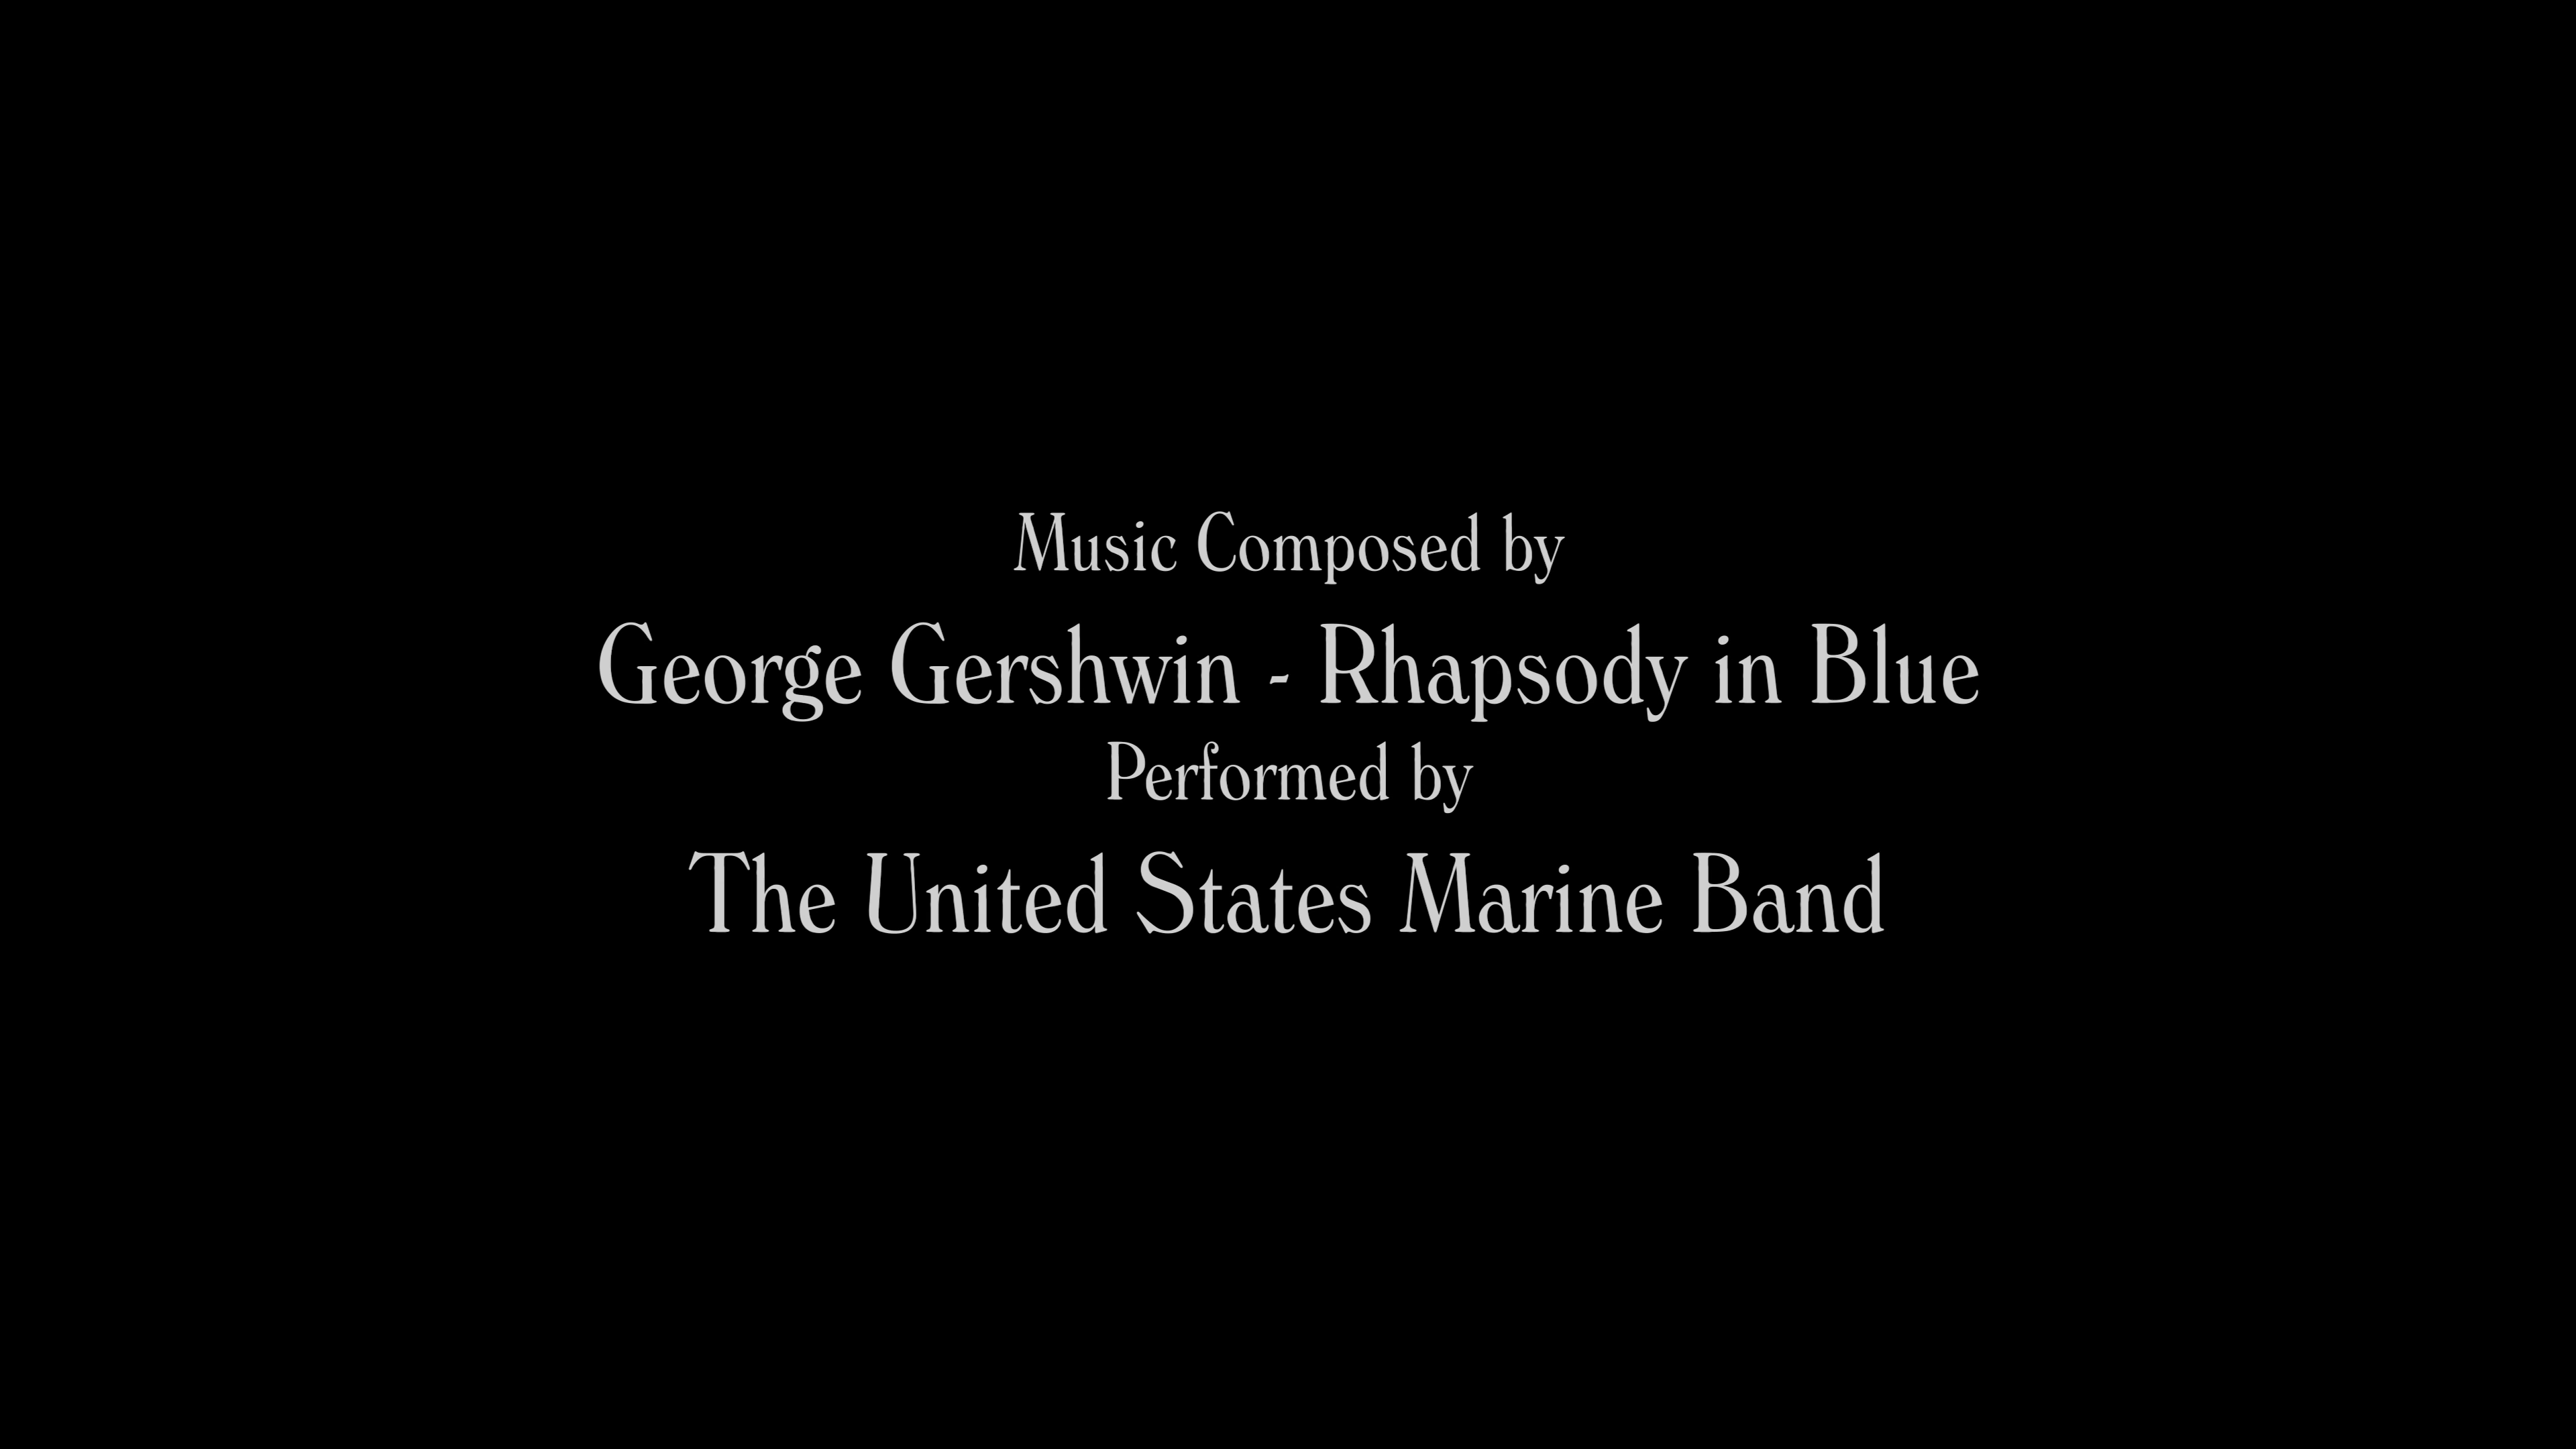 Music Composed by
George Gershwin - Rhapsody in Blue
Performed by
The United States Marine Band